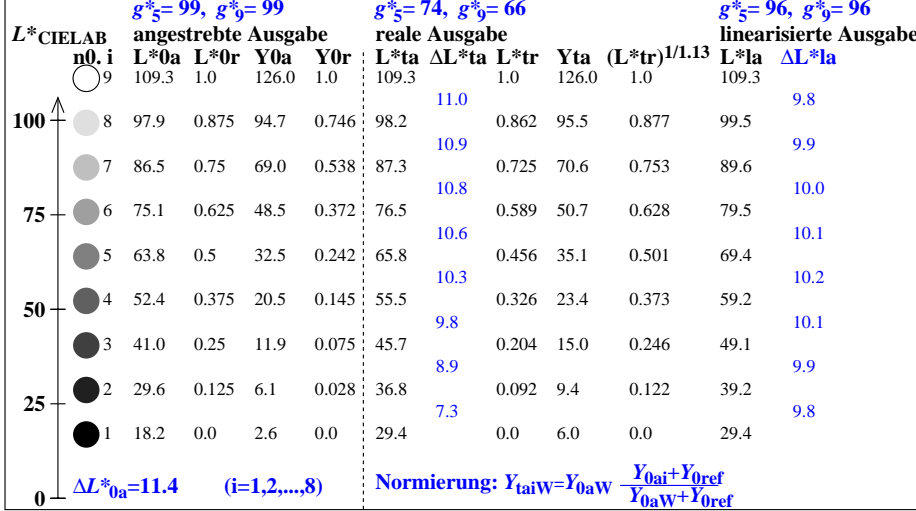 g*5= 99, g*9= 99 g*5= 74, g*9= 66 g*5= 96, g*9= 96
L*CIELAB angestrebte Ausgabe reale Ausgabe linearisierte Ausgabe
n0. i L*0a L*0r Y0a Y0r L*ta ΔL*ta L*tr Yta (L*tr)1/1.13 L*la ΔL*la
9 109.3 1.0 126.0 1.0 109.3 1.0 126.0 1.0 109.3
11.0 9.8
100 8 97.9 0.875 94.7 0.746 98.2 0.862 95.5 0.877 99.5
10.9 9.9
7 86.5 0.75 69.0 0.538 87.3 0.725 70.6 0.753 89.6
10.8 10.0
75 6 75.1 0.625 48.5 0.372 76.5 0.589 50.7 0.628 79.5
10.6 10.1
5 63.8 0.5 32.5 0.242 65.8 0.456 35.1 0.501 69.4
10.3 10.2
50 4 52.4 0.375 20.5 0.145 55.5 0.326 23.4 0.373 59.2
9.8 10.1
3 41.0 0.25 11.9 0.075 45.7 0.204 15.0 0.246 49.1
8.9 9.9
2 29.6 0.125 6.1 0.028 36.8 0.092 9.4 0.122 39.2
25 7.3 9.8
1 18.2 0.0 2.6 0.0 29.4 0.0 6.0 0.0 29.4
0 ΔL*0a=11.4 (i=1,2,...,8) Normierung: YtaiW=Y0aW Y0ai+Y0ref
Y0aW+Y0ref